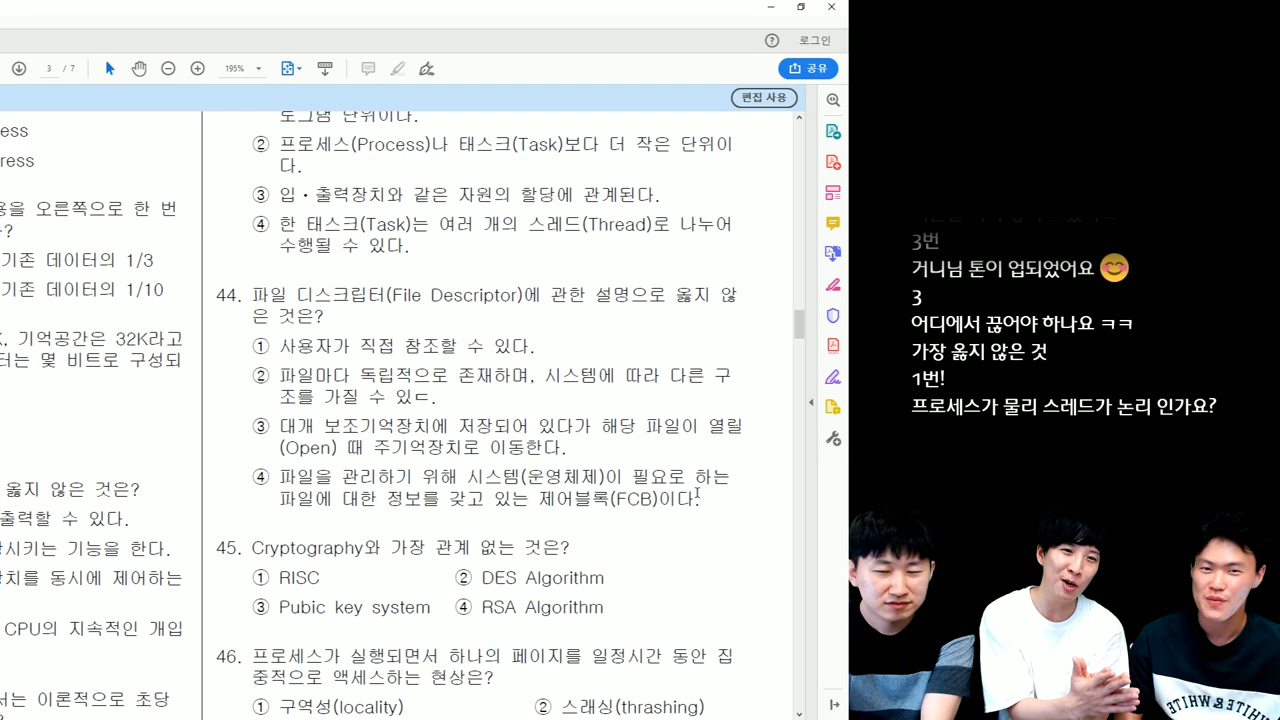 로그인
3 / 7
195%
공유
편집 사용
ess
ress
용을 오른쪽으로 한 번
?
기존 데이터의 1/3
기존 데이터의 1/10
K, 기억공간은 32K라고
터는 몇 비트로 구성되
옳지 않은 것은?
출력할 수 있다.
시키는 기능을 한다.
치를 동시에 제어하는
CPU의 지속적인 개입
서는 이론적으로 초당
로그램 단위이다.
② 프로세스(Process)나 태스크(Task)보다 더 작은 단위이
다.
③ 입·출력장치와 같은 자원의 할당에 관계된다.
④ 한 태스크(Task)는 여러 개의 스레드(Thread)로 나누어
수행될 수 있다.
44. 파일 디스크립터(File Descriptor)에 관한 설명으로 옳지 않
은 것은?
① 사용자가 직접 참조할 수 있다.
② 파일마다 독립적으로 존재하며, 시스템에 따라 다른 구
조를 가질 수 있ㄷ.
③ 대개 보조기억장치에 저장되어 있다가 해당 파일이 열릴
(Open) 때 주기억장치로 이동한다.
④ 파일을 관리하기 위해 시스템(운영체제)이 필요로 하는
파일에 대한 정보를 갖고 있는 제어블록(FCB)이다.
45. Cryptography와 가장 관계 없는 것은?
① RISC ② DES Algorithm
③ Pubic key system ④ RSA Algorithm
46. 프로세스가 실행되면서 하나의 페이지를 일정시간 동안 집
중적으로 액세스하는 현상은?
① 구역성(locality) ② 스래싱(thrashing)
3번
거니님 톤이 업되었어요 😊
3
어디에서 끊어야 하나요 ㅋㅋ
가장 옳지 않은 것
1번!
프로세스가 물리 스레드가 논리 인가요?
WHITE&WHITE